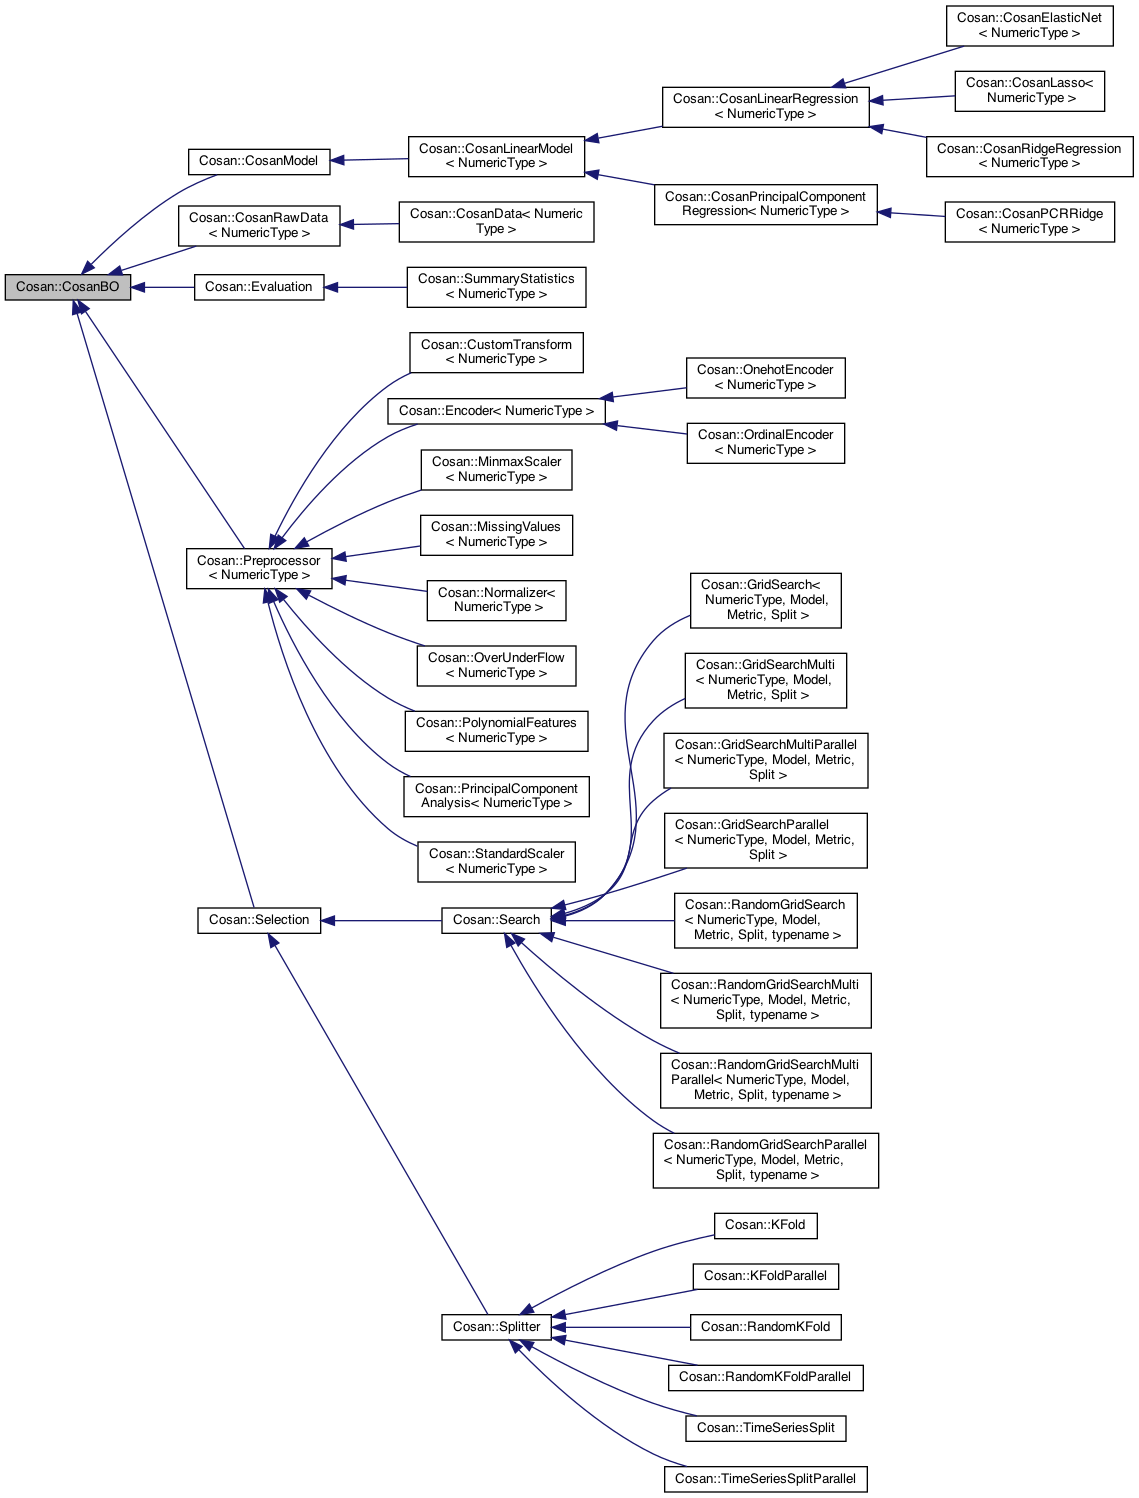 Cosan::CosanBO
Cosan::CosanModel
Cosan::CosanRawData
< NumericType >
Cosan::Evaluation
Cosan::Preprocessor
< NumericType >
Cosan::Selection
Cosan::CosanLinearModel
< NumericType >
Cosan::CosanData< Numeric
Type >
Cosan::SummaryStatistics
< NumericType >
Cosan::CustomTransform
< NumericType >
Cosan::Encoder< NumericType >
Cosan::MinmaxScaler
< NumericType >
Cosan::MissingValues
< NumericType >
Cosan::Normalizer<
NumericType >
Cosan::OverUnderFlow
< NumericType >
Cosan::PolynomialFeatures
< NumericType >
Cosan::PrincipalComponent
Analysis< NumericType >
Cosan::StandardScaler
< NumericType >
Cosan::Search
Cosan::Splitter
Cosan::CosanLinearRegression
< NumericType >
Cosan::CosanPrincipalComponent
Regression< NumericType >
Cosan::OnehotEncoder
< NumericType >
Cosan::OrdinalEncoder
< NumericType >
Cosan::GridSearch<
NumericType, Model,
Metric, Split >
Cosan::GridSearchMulti
< NumericType, Model,
Metric, Split >
Cosan::GridSearchMultiParallel
< NumericType, Model, Metric,
Split >
Cosan::GridSearchParallel
< NumericType, Model, Metric,
Split >
Cosan::RandomGridSearch
< NumericType, Model,
Metric, Split, typename >
Cosan::RandomGridSearchMulti
< NumericType, Model, Metric,
Split, typename >
Cosan::RandomGridSearchMulti
Parallel< NumericType, Model,
Metric, Split, typename >
Cosan::RandomGridSearchParallel
< NumericType, Model, Metric,
Split, typename >
Cosan::KFold
Cosan::KFoldParallel
Cosan::RandomKFold
Cosan::RandomKFoldParallel
Cosan::TimeSeriesSplit
Cosan::TimeSeriesSplitParallel
Cosan::CosanElasticNet
< NumericType >
Cosan::CosanLasso<
NumericType >
Cosan::CosanRidgeRegression
< NumericType >
Cosan::CosanPCRRidge
< NumericType >